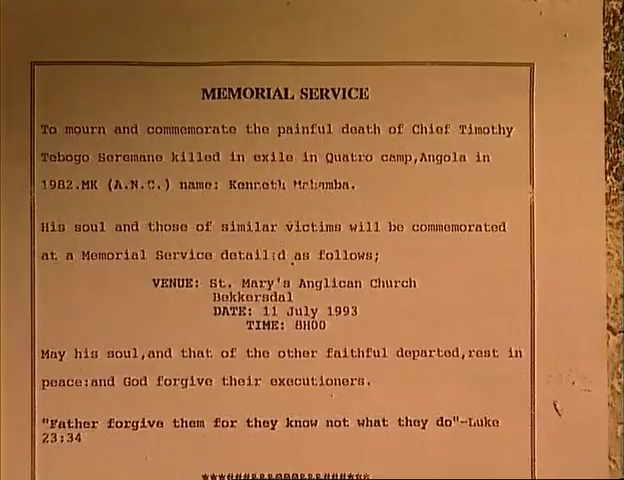 MEMORIAL SERVICE
To mourn and commemorate the painful death of Chief Timothy
Tebogo Seremane killed in exile in Quatro camp,Angola in
1982.MK (A.N.C.) name: Kenneth Mahamba.
His soul and those of similar victims will be commemorated
at a Memorial Service detailed as follows;
VENUE: St. Mary's Anglican Church
Bekkersdal
DATE: 11 July 1993
TIME: 8H00
May his soul,and that of the other faithful departed,rest in
peace:and God forgive their executioners.
"Father forgive them for they know not what they do"-Luke
23:34